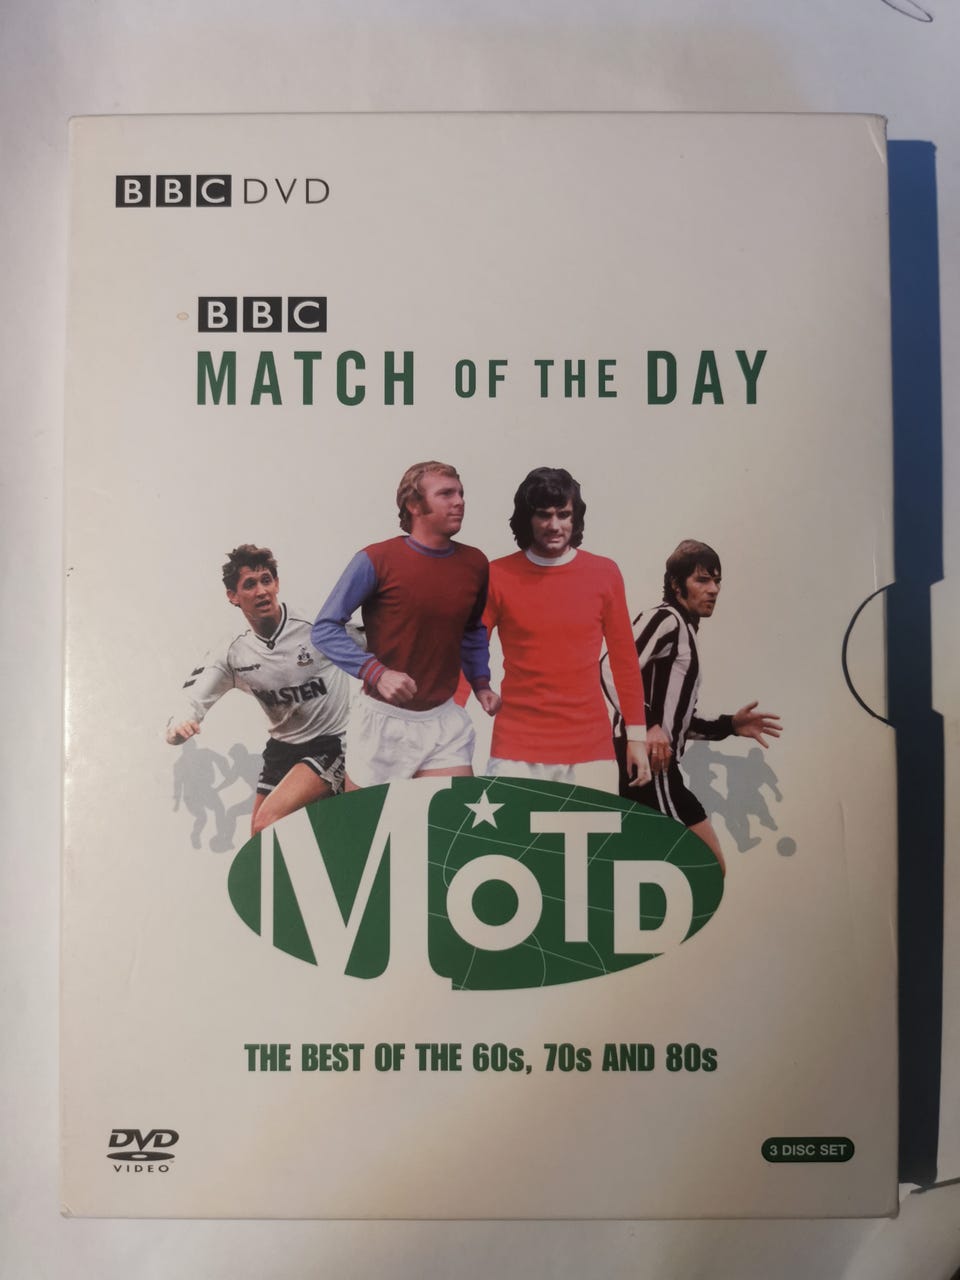 BBC DVD
BBC
MATCH OF THE DAY
HOLSTEN
MOTD
THE BEST OF THE 60s, 70s AND 80s
DVD
VIDEO
3 DISC SET